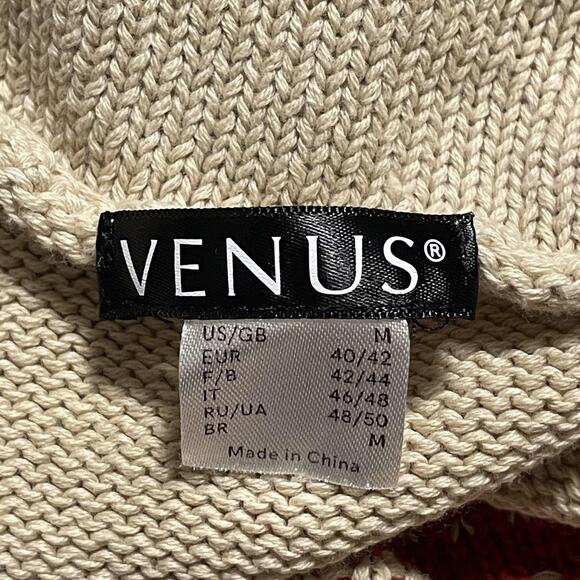 VENUS®
US/GB M
EUR 40/42
F/B 42/44
IT 46/48
RU/UA 48/50
BR M
Made in China